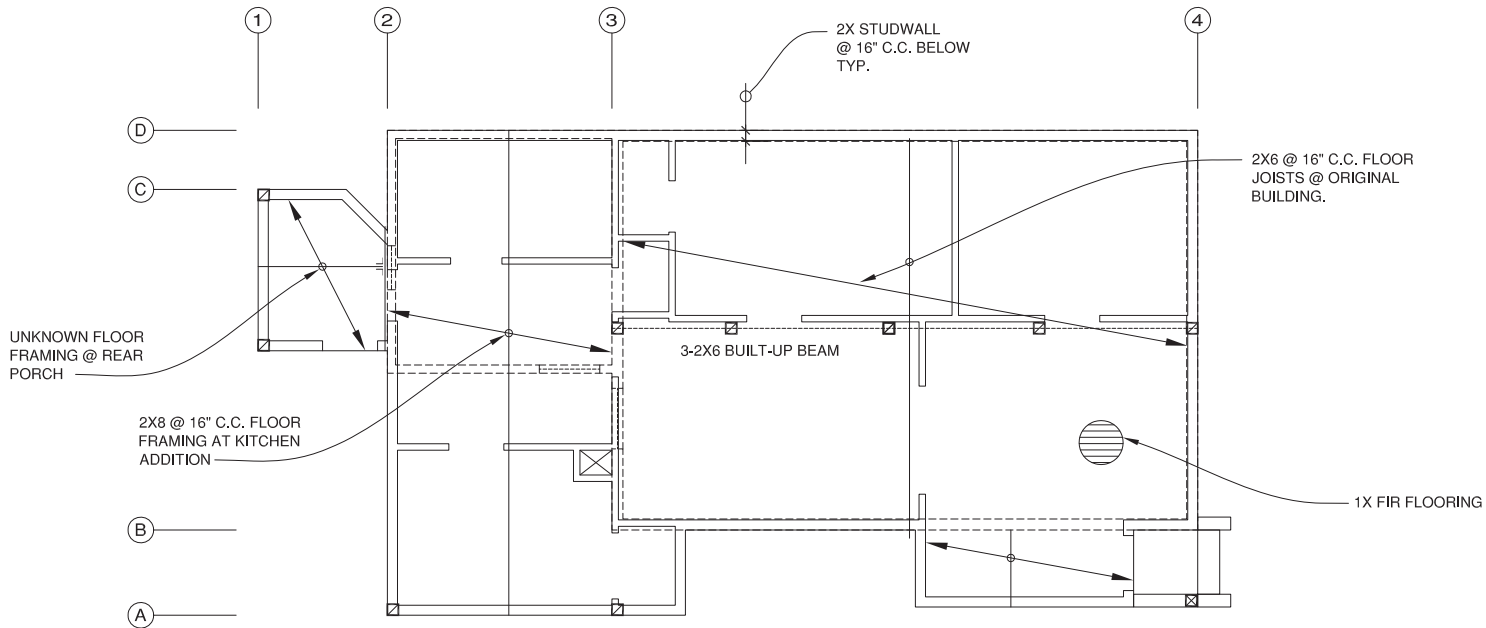 1
2
3
4
2X STUDWALL
@ 16" C.C. BELOW
TYP.
D
C
2X6 @ 16" C.C. FLOOR
JOISTS @ ORIGINAL
BUILDING.
UNKNOWN FLOOR
FRAMING @ REAR
PORCH
3-2X6 BUILT-UP BEAM
2X8 @ 16" C.C. FLOOR
FRAMING AT KITCHEN
ADDITION
1X FIR FLOORING
B
A